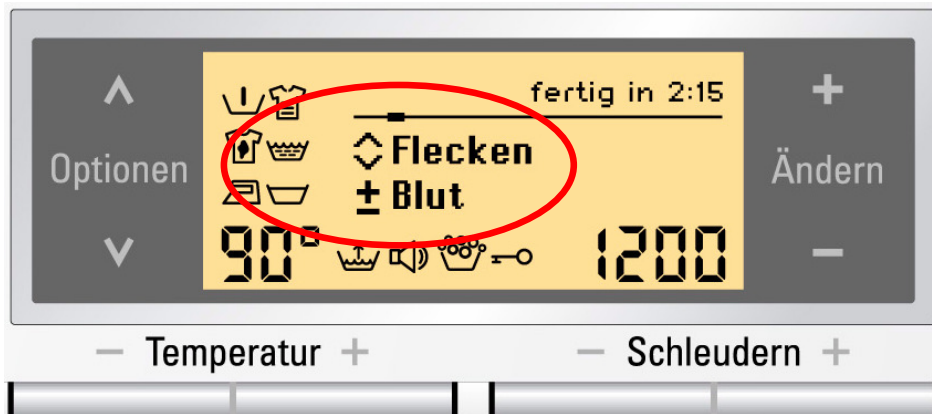 fertig in 2:15
Optionen
Flecken
Ändern
± Blut
90° 1200
− Temperatur + − Schleudern +